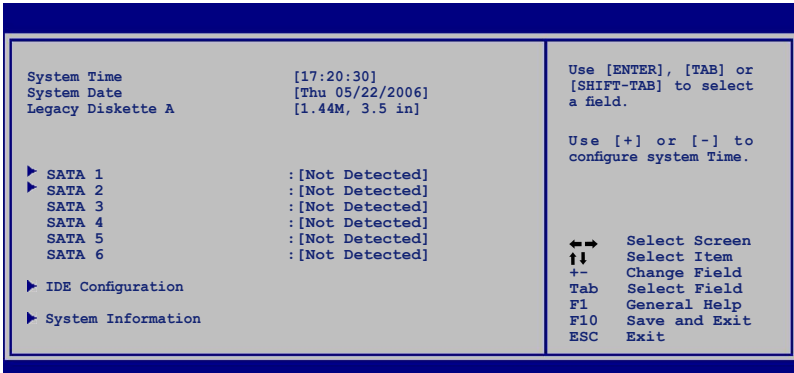 System Time [17:20:30]
System Date [Thu 05/22/2006]
Legacy Diskette A [1.44M, 3.5 in]
SATA 1 :[Not Detected]
SATA 2 :[Not Detected]
SATA 3 :[Not Detected]
SATA 4 :[Not Detected]
SATA 5 :[Not Detected]
SATA 6 :[Not Detected]
IDE Configuration
System Information
Use [ENTER], [TAB] or
[SHIFT-TAB] to select
a field.
Use [+] or [-] to
configure system Time.
←→ Select Screen
↑↓ Select Item
+- Change Field
Tab Select Field
F1 General Help
F10 Save and Exit
ESC Exit